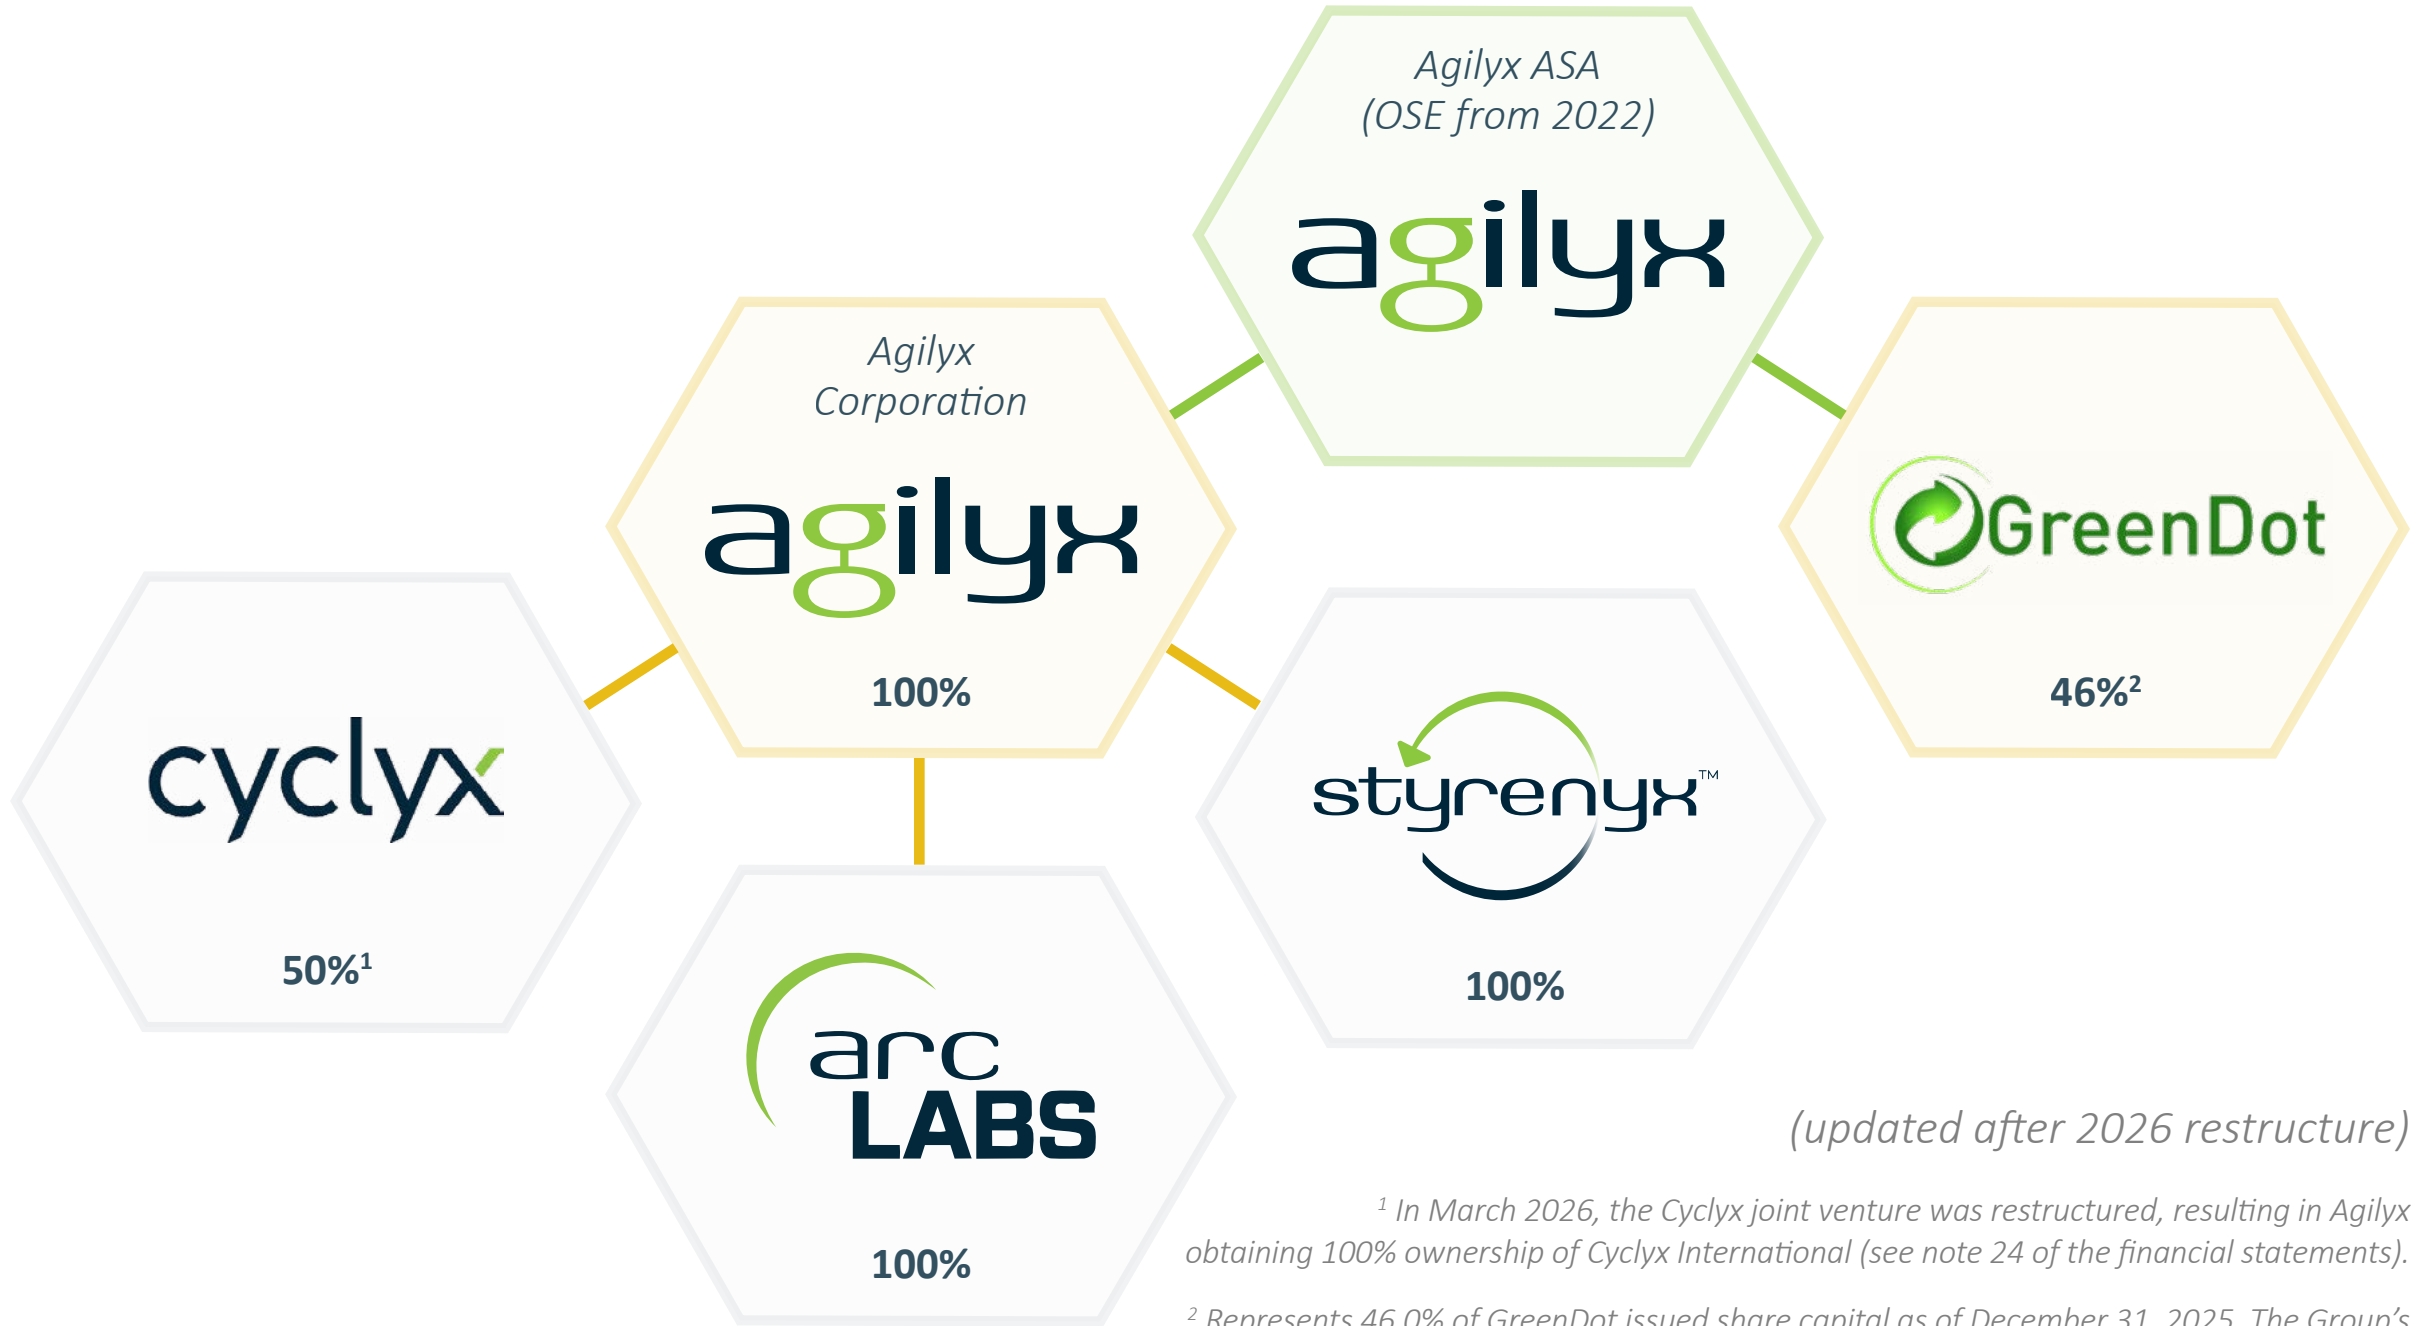 Agilyx ASA
(OSE from 2022)
agilyx
Agilyx
Corporation
agilyx
100%
GreenDot
46%²
cyclyx
50%¹
styrenyx™
100%
arc
LABS
100%
(updated after 2026 restructure)
¹ In March 2026, the Cyclyx joint venture was restructured, resulting in Agilyx
obtaining 100% ownership of Cyclyx International (see note 24 of the financial statements).
² Represents 46.0% of GreenDot issued share capital as of December 31, 2025. The Group’s